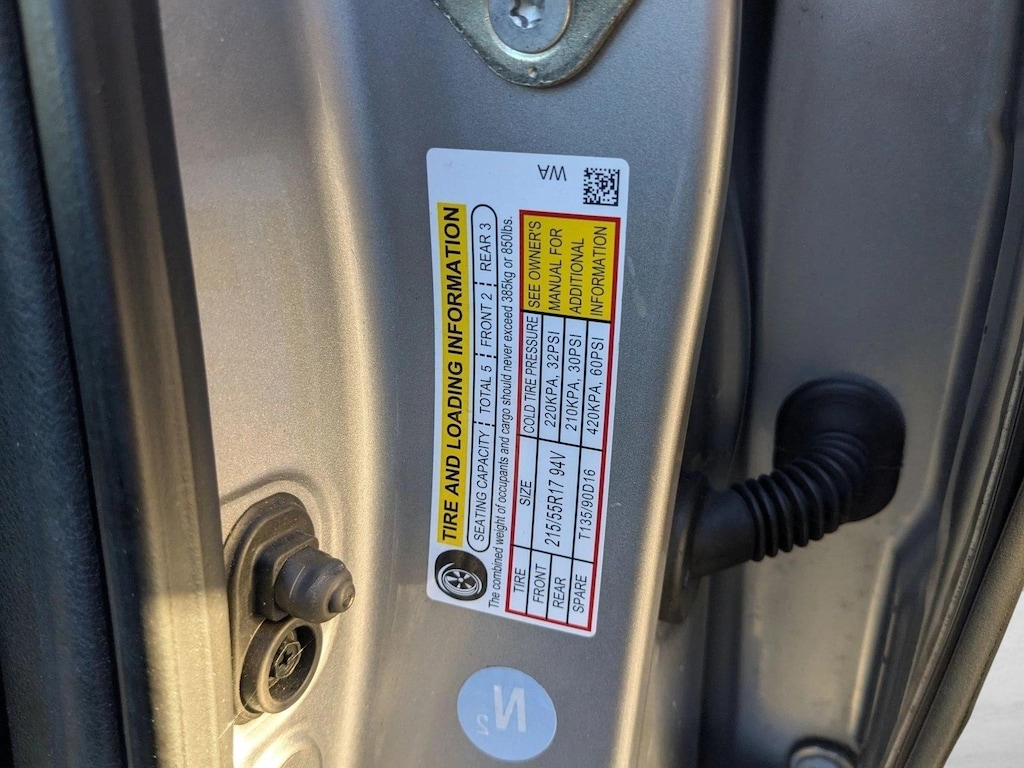 WA
TIRE AND LOADING INFORMATION
SEATING CAPACITY TOTAL 5 FRONT 2 REAR 3
The combined weight of occupants and cargo should never exceed 385kg or 850lbs.
TIRE SIZE COLD TIRE PRESSURE
FRONT 215/55R17 94V 220KPA, 32PSI
REAR 210KPA, 30PSI
SPARE T135/90D16 420KPA, 60PSI
SEE OWNER'S
MANUAL FOR
ADDITIONAL
INFORMATION
N
2